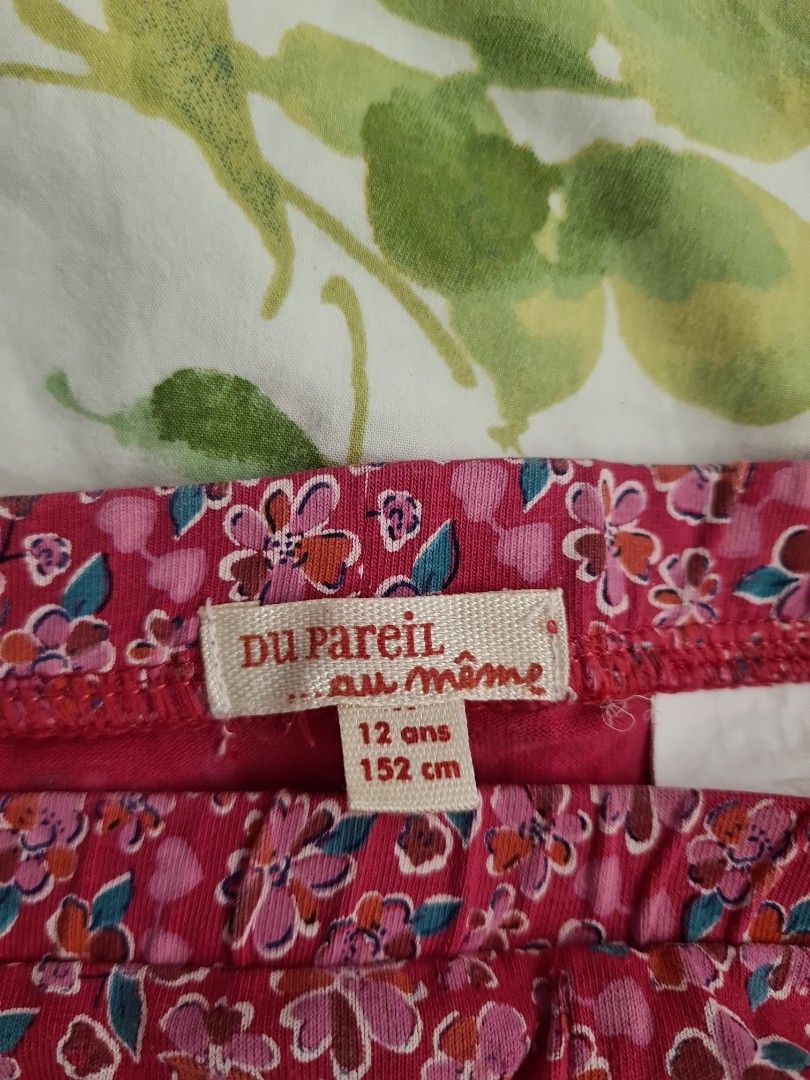 Du Pareil
...au même
12 ans
152 cm